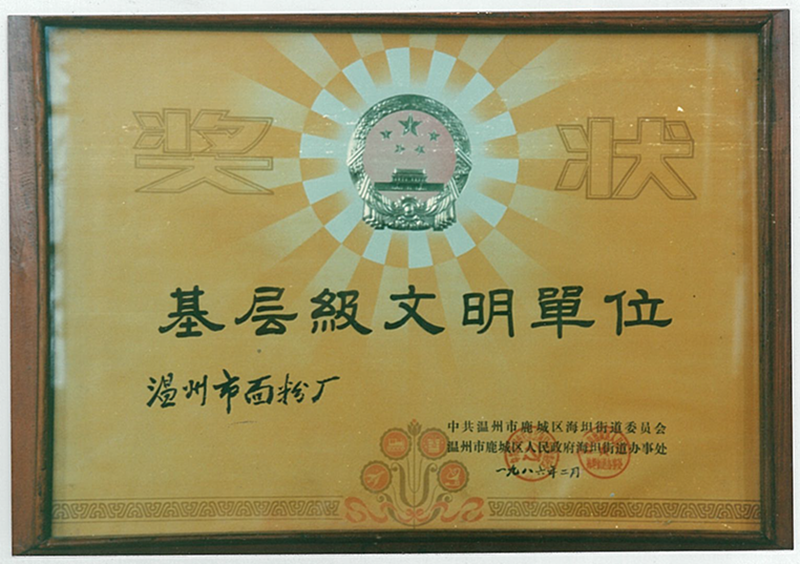 奖状
基层級文明單位
温州市面粉厂
中共温州市鹿城区海坦街道委员会
温州市鹿城区人民政府海坦街道办事处
一九八六年二月